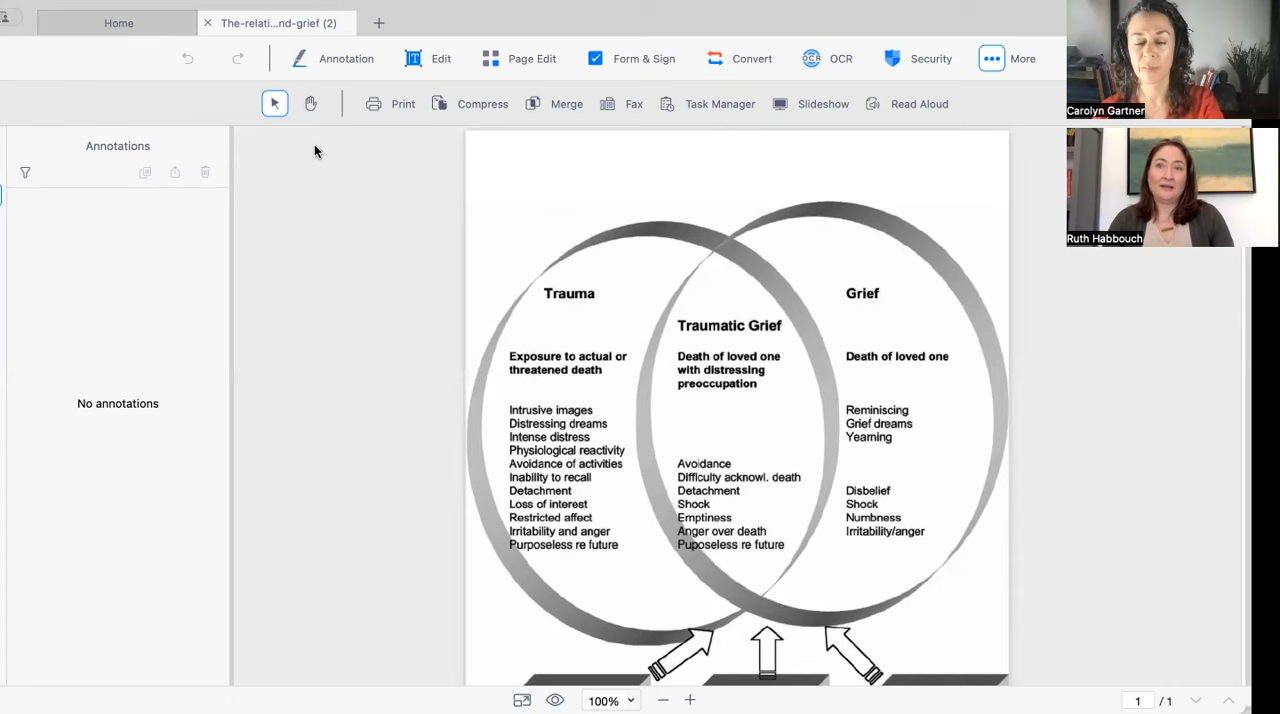 Home
The-relati...nd-grief (2)
Annotation
Edit
Page Edit
Form & Sign
Convert
OCR
Security
More
Print
Compress
Merge
Fax
Task Manager
Slideshow
Read Aloud
Carolyn Gartner
Ruth Habbouch
Annotations
No annotations
Trauma
Exposure to actual or
threatened death
Intrusive images
Distressing dreams
Intense distress
Physiological reactivity
Avoidance of activities
Inability to recall
Detachment
Loss of interest
Restricted affect
Irritability and anger
Purposeless re future
Traumatic Grief
Death of loved one
with distressing
preoccupation
Avoidance
Difficulty acknowl. death
Detachment
Shock
Emptiness
Anger over death
Puposeless re future
Grief
Death of loved one
Reminiscing
Grief dreams
Yearning
Disbelief
Shock
Numbness
Irritability/anger
100%
1 / 1